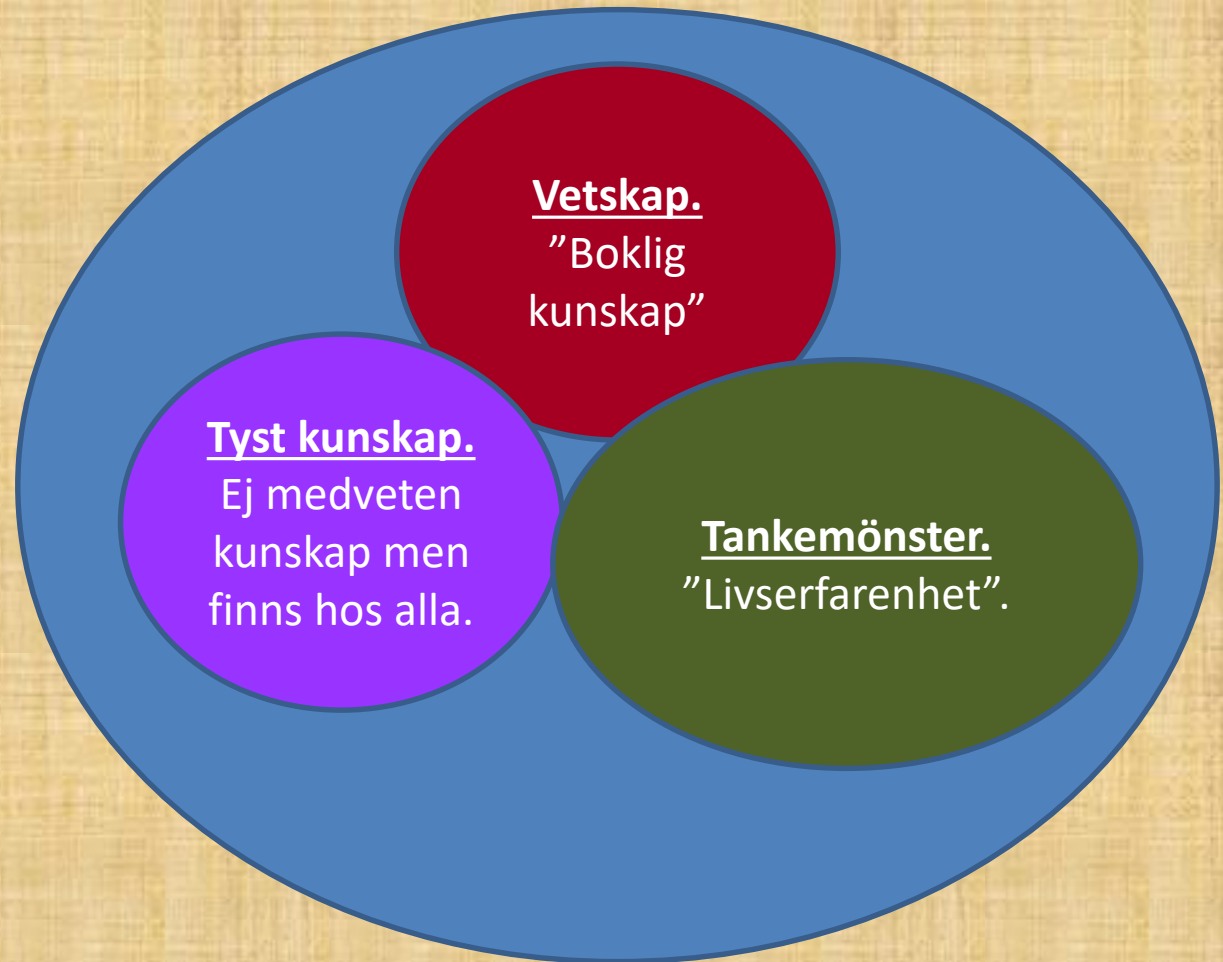 Vetskap.
”Boklig
kunskap”
Tyst kunskap.
Ej medveten
kunskap men
finns hos alla.
Tankemönster.
”Livserfarenhet”.